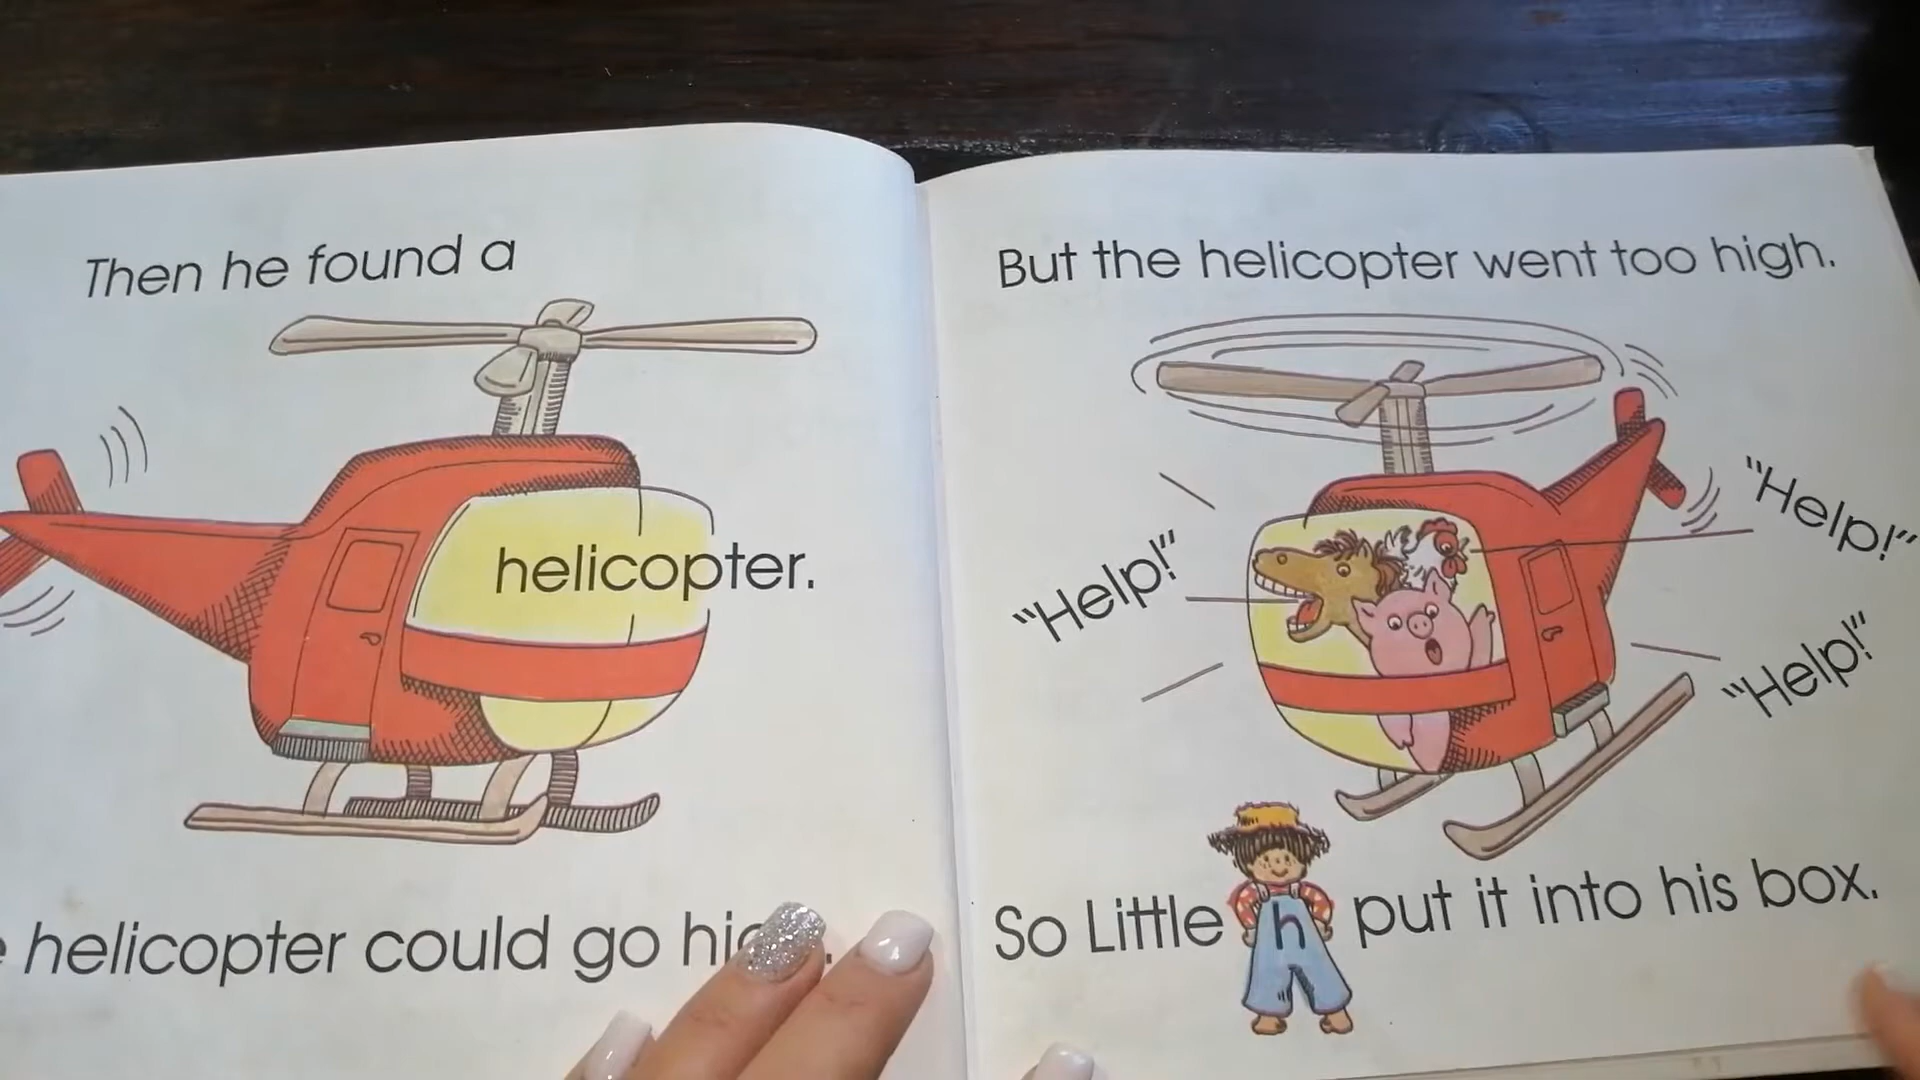 Then he found a
helicopter.
helicopter could go
But the helicopter went too high.
"Help!"
"Help!"
"Help!"
So Little h put it into his box.